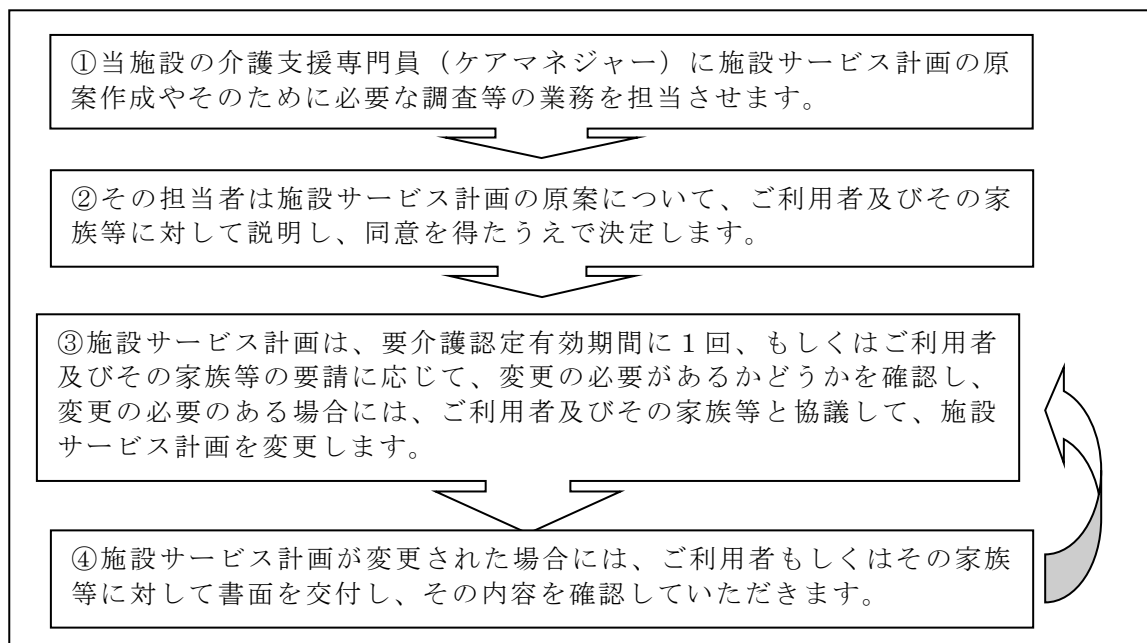 ①当施設の介護支援専門員（ケアマネジャー）に施設サービス計画の原
案作成やそのために必要な調査等の業務を担当させます。
②その担当者は施設サービス計画の原案について、ご利用者及びその家
族等に対して説明し、同意を得たうえで決定します。
③施設サービス計画は、要介護認定有効期間に１回、もしくはご利用者
及びその家族等の要請に応じて、変更の必要があるかどうかを確認し、
変更の必要のある場合には、ご利用者及びその家族等と協議して、施設
サービス計画を変更します。
④施設サービス計画が変更された場合には、ご利用者もしくはその家族
等に対して書面を交付し、その内容を確認していただきます。